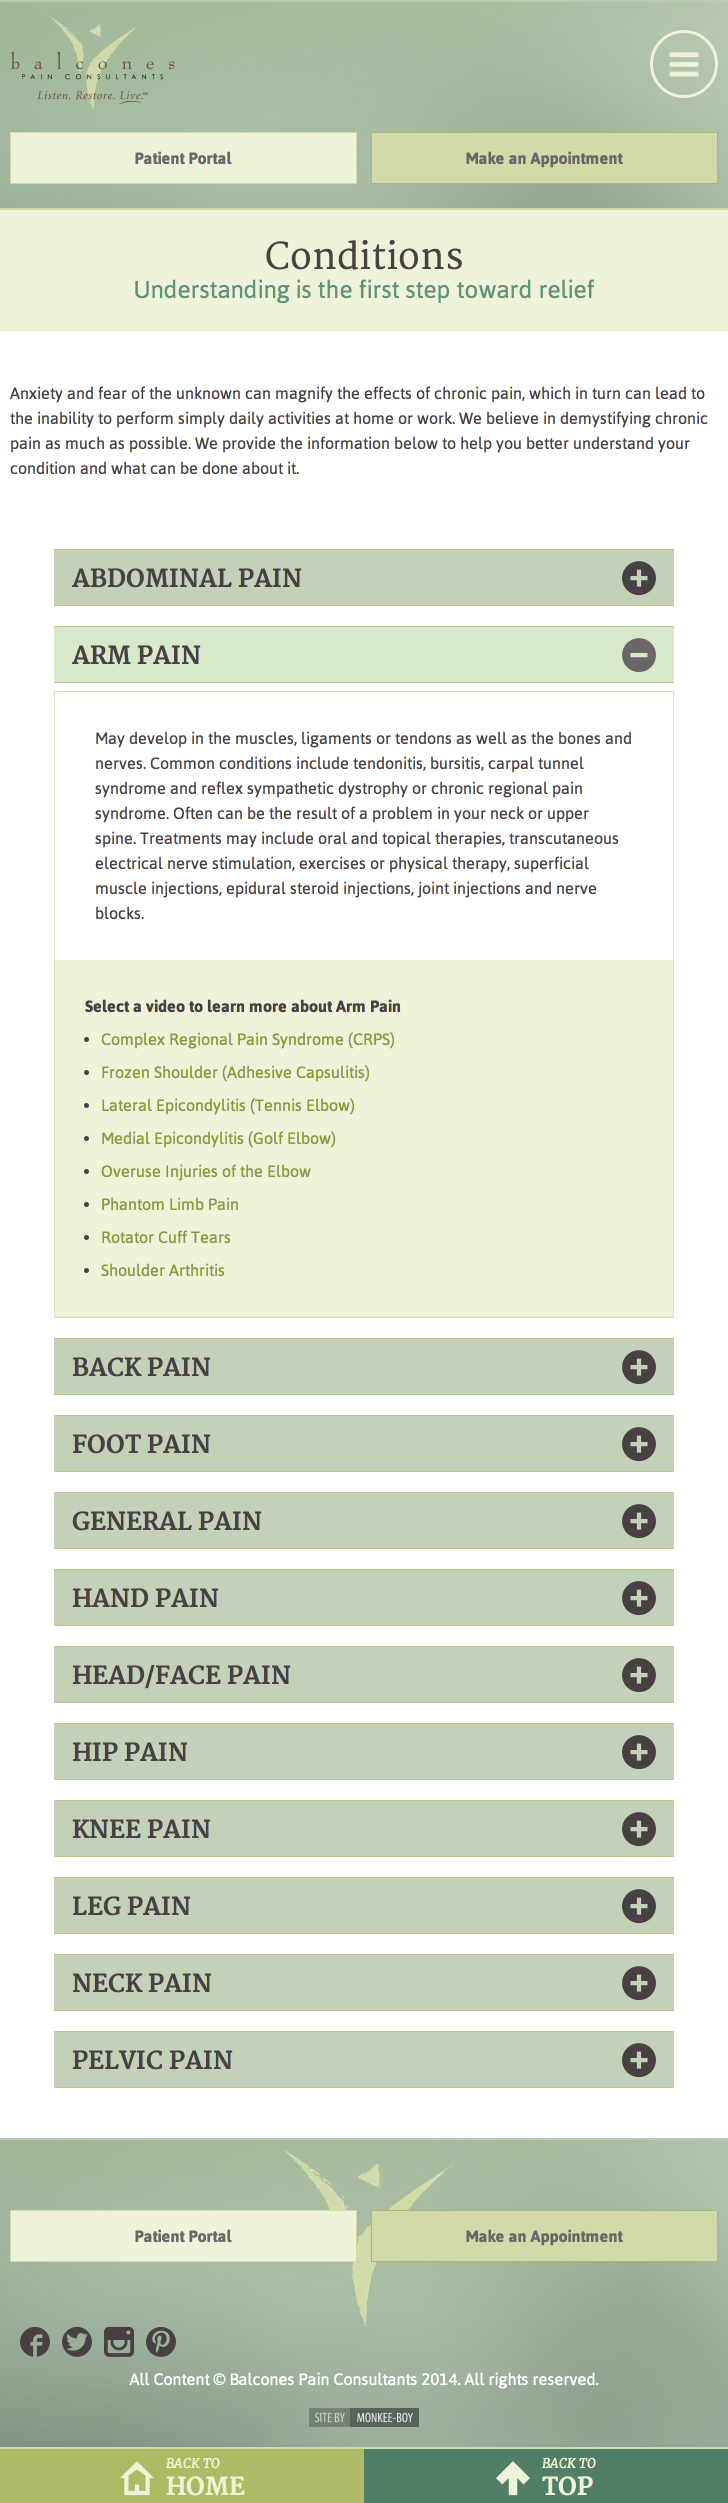 balcones
PAIN CONSULTANTS
Listen. Restore. Live.℠
Patient Portal
Make an Appointment
Conditions
Understanding is the first step toward relief
Anxiety and fear of the unknown can magnify the effects of chronic pain, which in turn can lead to
the inability to perform simply daily activities at home or work. We believe in demystifying chronic
pain as much as possible. We provide the information below to help you better understand your
condition and what can be done about it.
ABDOMINAL PAIN
ARM PAIN
May develop in the muscles, ligaments or tendons as well as the bones and
nerves. Common conditions include tendonitis, bursitis, carpal tunnel
syndrome and reflex sympathetic dystrophy or chronic regional pain
syndrome. Often can be the result of a problem in your neck or upper
spine. Treatments may include oral and topical therapies, transcutaneous
electrical nerve stimulation, exercises or physical therapy, superficial
muscle injections, epidural steroid injections, joint injections and nerve
blocks.
Select a video to learn more about Arm Pain
• Complex Regional Pain Syndrome (CRPS)
• Frozen Shoulder (Adhesive Capsulitis)
• Lateral Epicondylitis (Tennis Elbow)
• Medial Epicondylitis (Golf Elbow)
• Overuse Injuries of the Elbow
• Phantom Limb Pain
• Rotator Cuff Tears
• Shoulder Arthritis
BACK PAIN
FOOT PAIN
GENERAL PAIN
HAND PAIN
HEAD/FACE PAIN
HIP PAIN
KNEE PAIN
LEG PAIN
NECK PAIN
PELVIC PAIN
Patient Portal
Make an Appointment
All Content © Balcones Pain Consultants 2014. All rights reserved.
SITE BY MONKEE-BOY
BACK TO
HOME
BACK TO
TOP